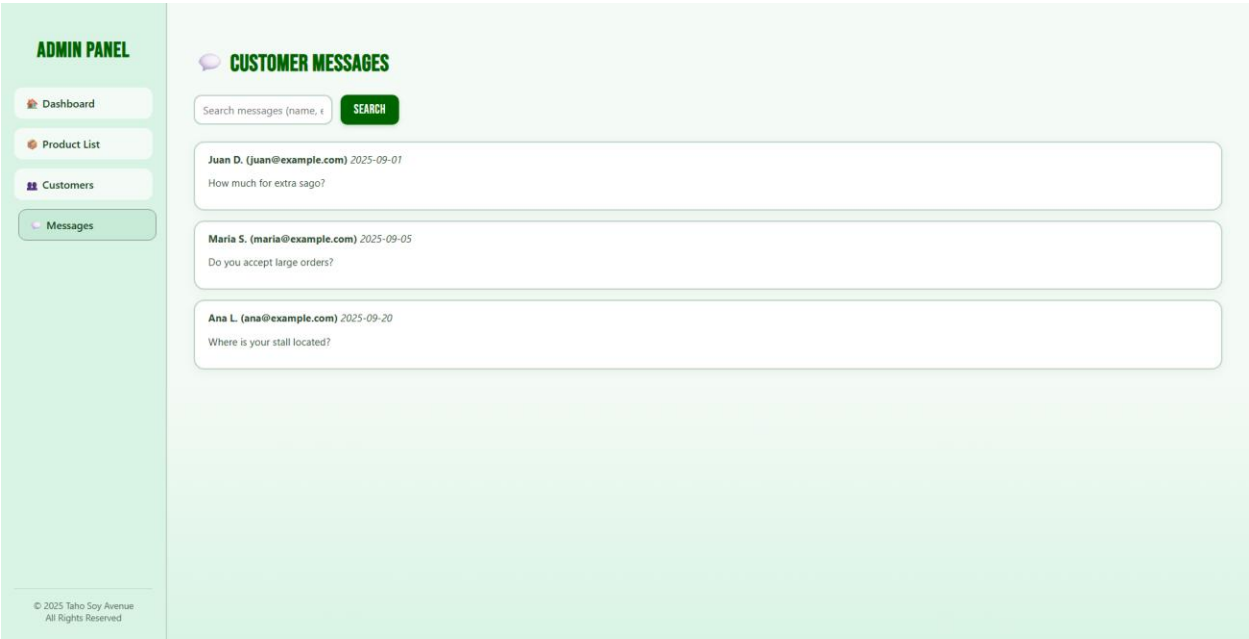 ADMIN PANEL
Dashboard
Product List
Customers
Messages
© 2025 Taho Soy Avenue
All Rights Reserved
CUSTOMER MESSAGES
Search messages (name, e
SEARCH
Juan D. (juan@example.com) 2025-09-01
How much for extra sago?
Maria S. (maria@example.com) 2025-09-05
Do you accept large orders?
Ana L. (ana@example.com) 2025-09-20
Where is your stall located?